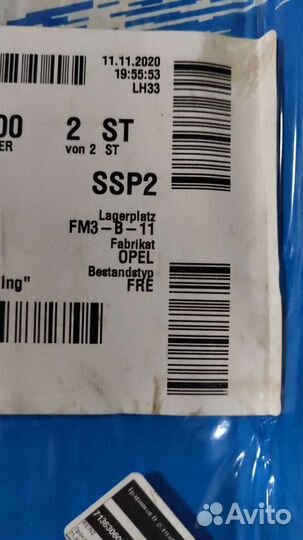 11.11.2020
19:55:53
LH33
00 2 ST
ER von 2 ST
SSP2
Lagerplatz
FM3-B-11
Fabrikat
OPEL
Bestandstyp
FRE
ing"
71363060
Avito